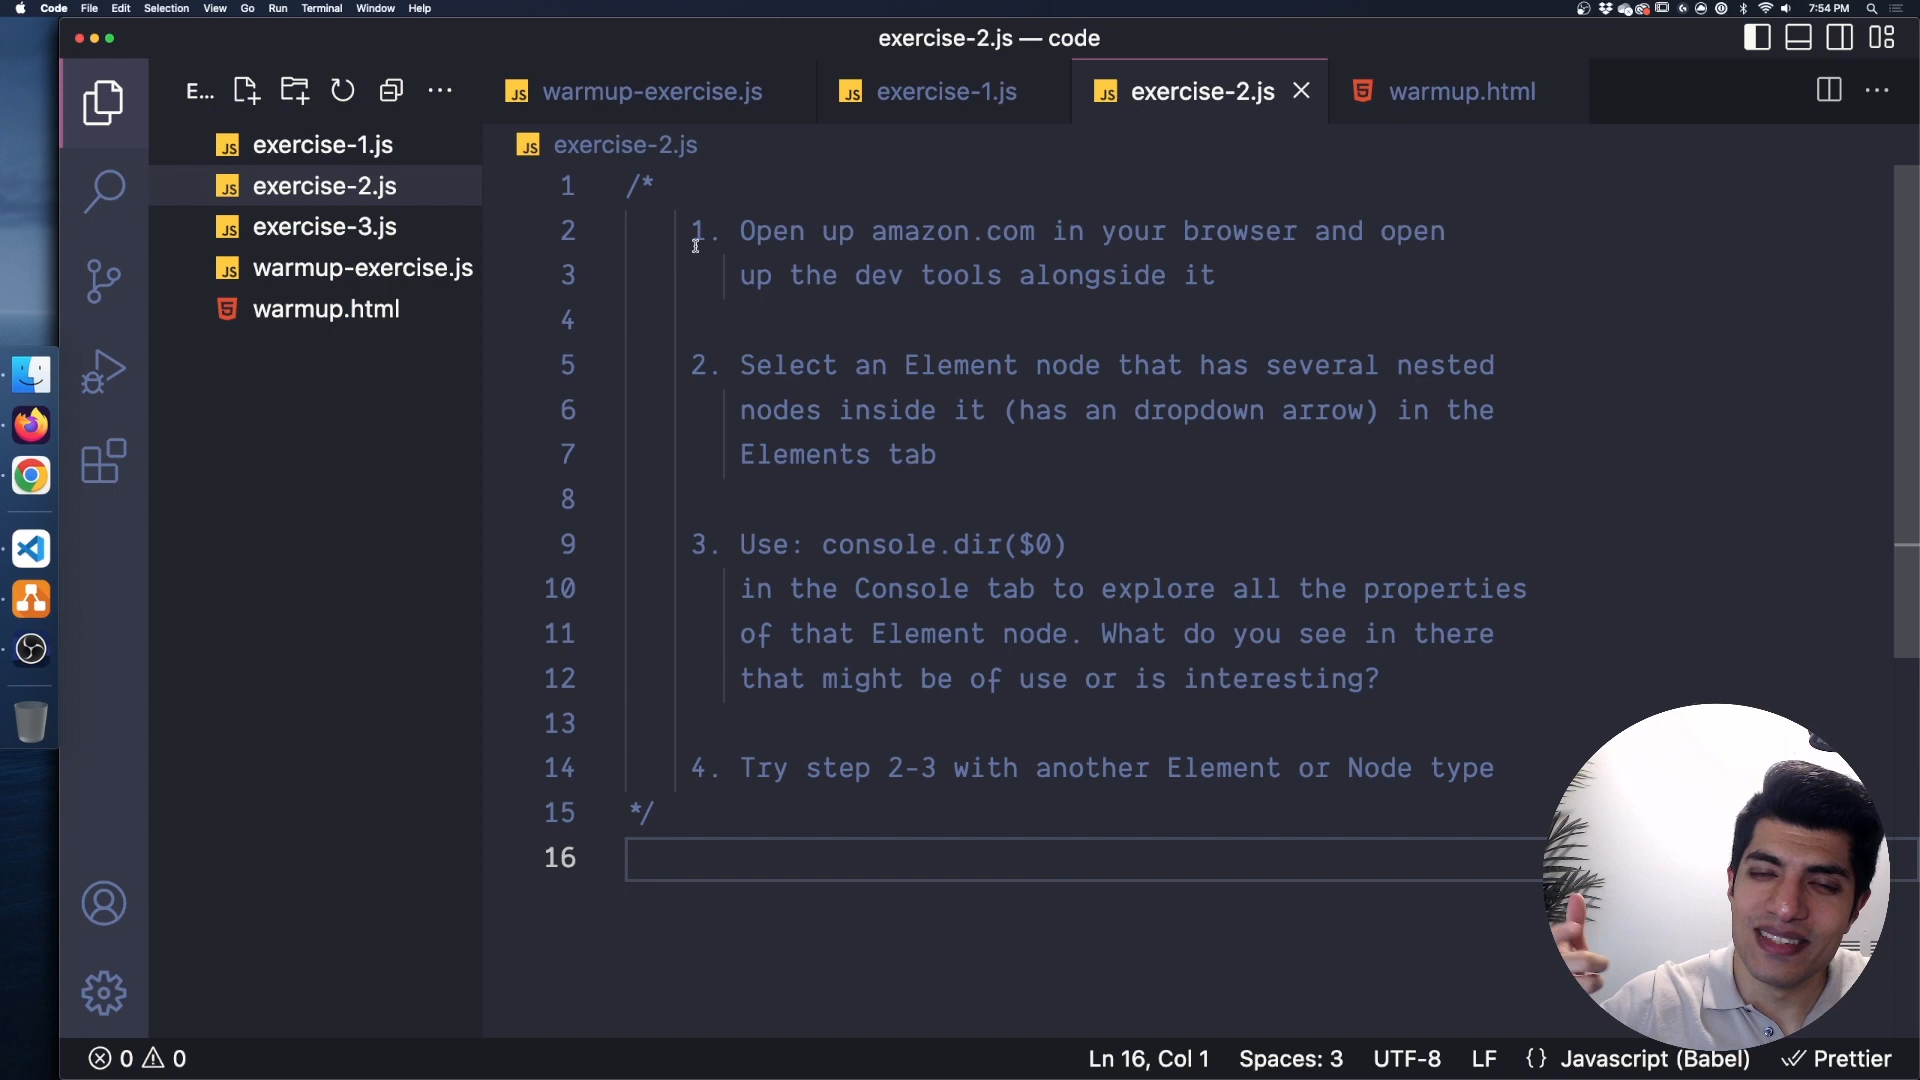 Code File Edit Selection View Go Run Terminal Window Help 7:54 PM
exercise-2.js — code
E... warmup-exercise.js exercise-1.js exercise-2.js warmup.html
exercise-1.js
exercise-2.js
exercise-3.js
warmup-exercise.js
warmup.html
exercise-2.js
1 /*
2 1. Open up amazon.com in your browser and open
3 up the dev tools alongside it
4
5 2. Select an Element node that has several nested
6 nodes inside it (has an dropdown arrow) in the
7 Elements tab
8
9 3. Use: console.dir($0)
10 in the Console tab to explore all the properties
11 of that Element node. What do you see in there
12 that might be of use or is interesting?
13
14 4. Try step 2-3 with another Element or Node type
15 */
16
0 0 Ln 16, Col 1 Spaces: 3 UTF-8 LF {} Javascript (Babel) Prettier